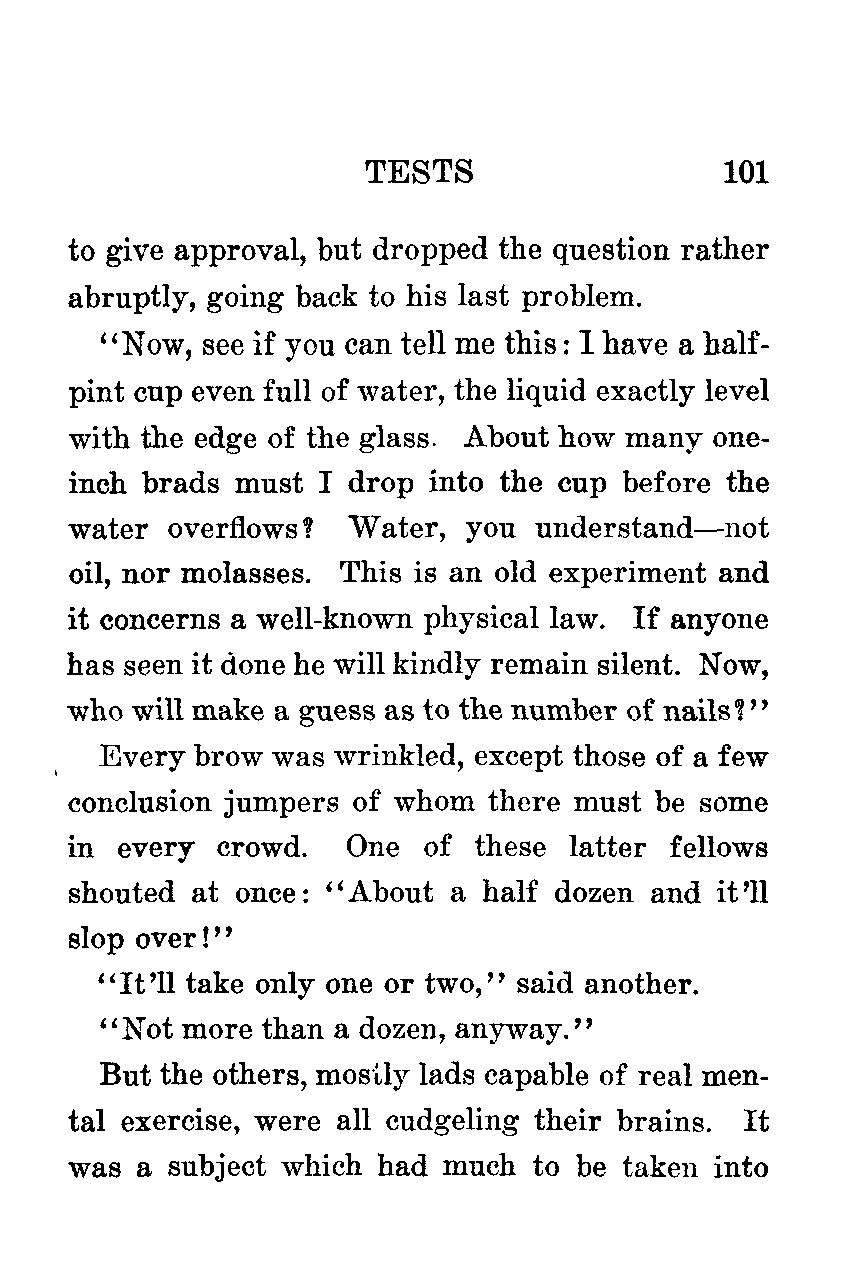 TESTS 101
to give approval, but dropped the question rather
abruptly, going back to his last problem.
"Now, see if you can tell me this: I have a half-
pint cup even full of water, the liquid exactly level
with the edge of the glass. About how many one-
inch brads must I drop into the cup before the
water overflows? Water, you understand—not
oil, nor molasses. This is an old experiment and
it concerns a well-known physical law. If anyone
has seen it done he will kindly remain silent. Now,
who will make a guess as to the number of nails?"
Every brow was wrinkled, except those of a few
conclusion jumpers of whom there must be some
in every crowd. One of these latter fellows
shouted at once: "About a half dozen and it'll
slop over!"
"It'll take only one or two," said another.
"Not more than a dozen, anyway."
But the others, mostly lads capable of real men-
tal exercise, were all cudgeling their brains. It
was a subject which had much to be taken into